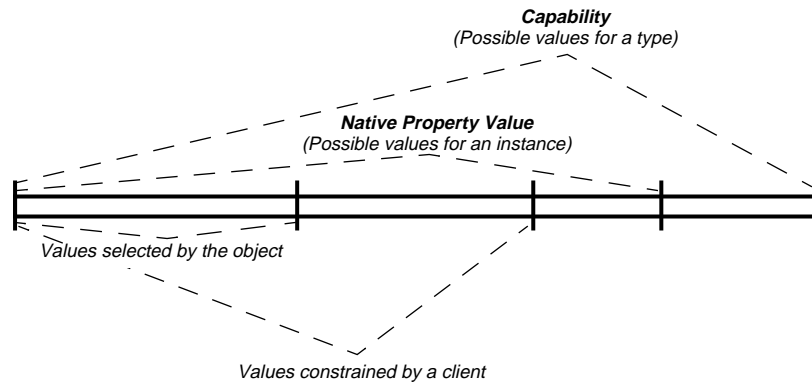 Capability
(Possible values for a type)
Native Property Value
(Possible values for an instance)
Values selected by the object
Values constrained by a client